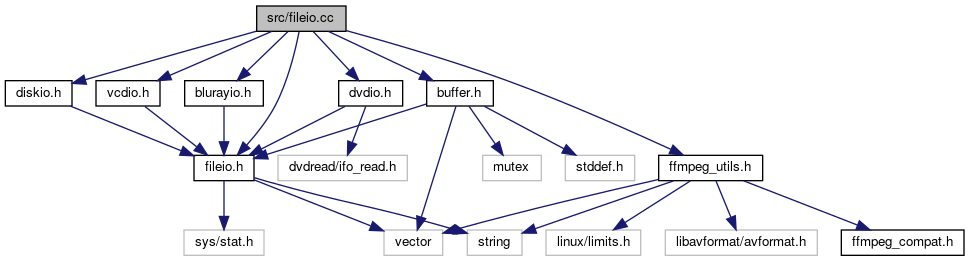 src/fileio.cc
diskio.h
vcdio.h
blurayio.h
dvdio.h
buffer.h
fileio.h
dvdread/ifo_read.h
mutex
stddef.h
ffmpeg_utils.h
sys/stat.h
vector
string
linux/limits.h
libavformat/avformat.h
ffmpeg_compat.h